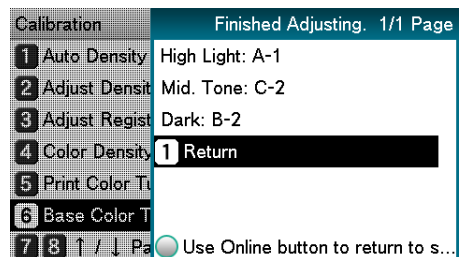 Calibration
1 Auto Density
2 Adjust Densit
3 Adjust Regist
4 Color Density
5 Print Color Tu
6 Base Color T
7 8 ↑ / ↓ Pa
Finished Adjusting. 1/1 Page
High Light: A-1
Mid. Tone: C-2
Dark: B-2
1 Return
Use Online button to return to s...